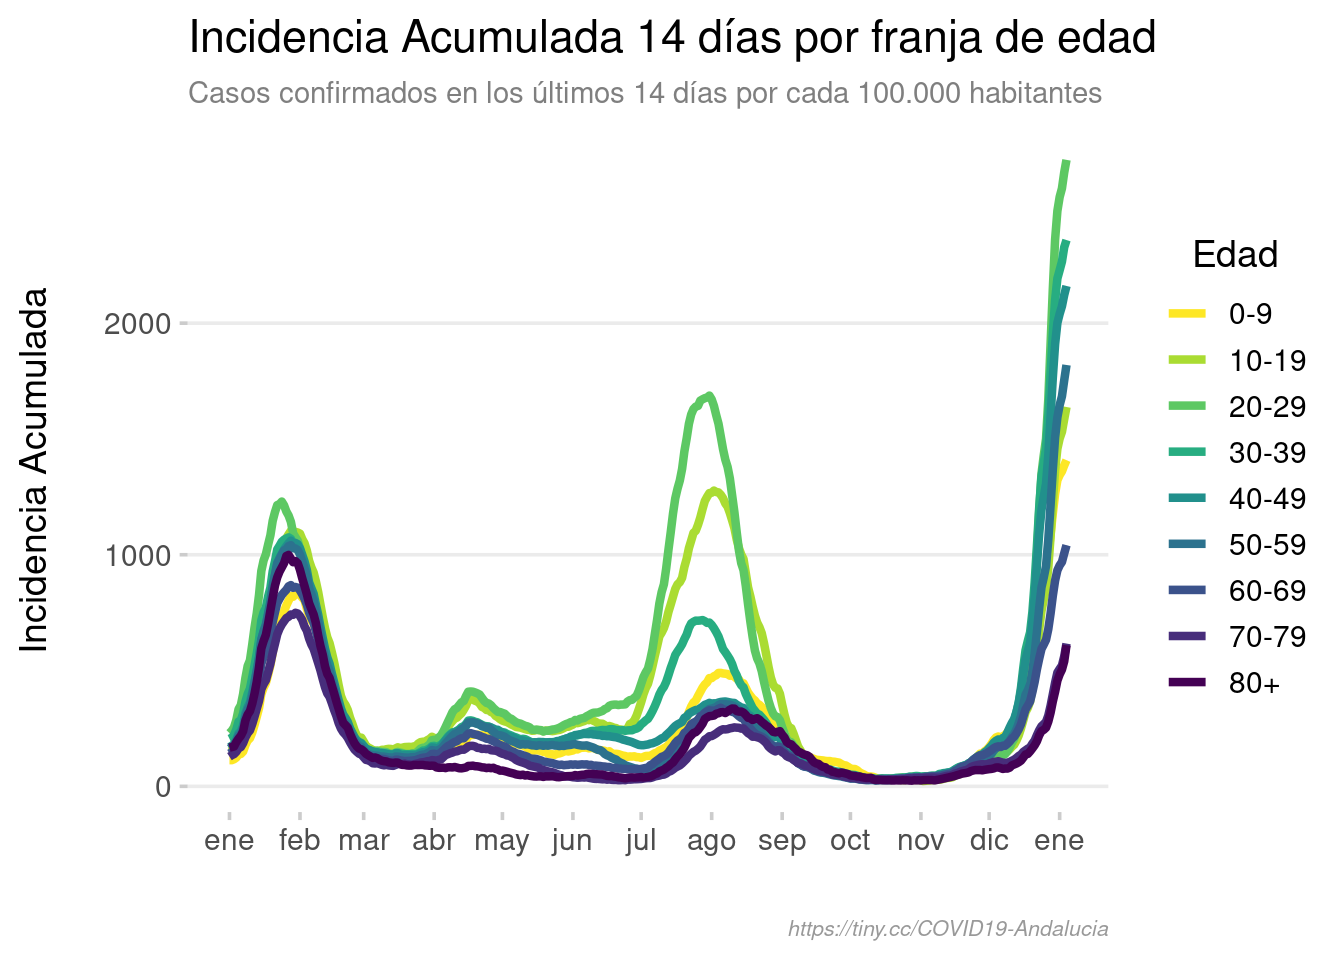 Incidencia Acumulada 14 días por franja de edad
Casos confirmados en los últimos 14 días por cada 100.000 habitantes
Incidencia Acumulada
2000
1000
0
ene feb mar abr may jun jul ago sep oct nov dic ene
Edad
0-9
10-19
20-29
30-39
40-49
50-59
60-69
70-79
80+
https://tiny.cc/COVID19-Andalucia